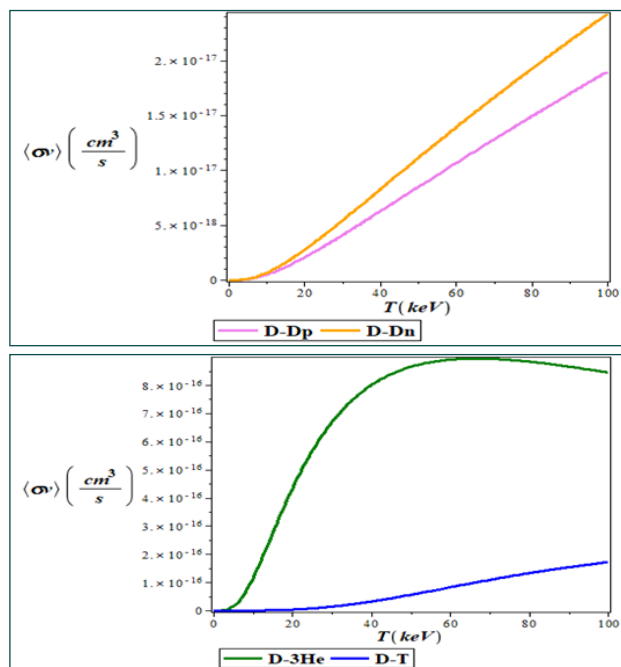 2. × 10⁻¹⁷
1.5 × 10⁻¹⁷
⟨σv⟩ (cm³/s)
1. × 10⁻¹⁷
5. × 10⁻¹⁸
0
0 20 40 60 80 100
T(keV)
D-Dp D-Dn
8. × 10⁻¹⁶
7. × 10⁻¹⁶
6. × 10⁻¹⁶
5. × 10⁻¹⁶
⟨σv⟩ (cm³/s)
4. × 10⁻¹⁶
3. × 10⁻¹⁶
2. × 10⁻¹⁶
1. × 10⁻¹⁶
0
0 20 40 60 80 100
T(keV)
D-3He D-T